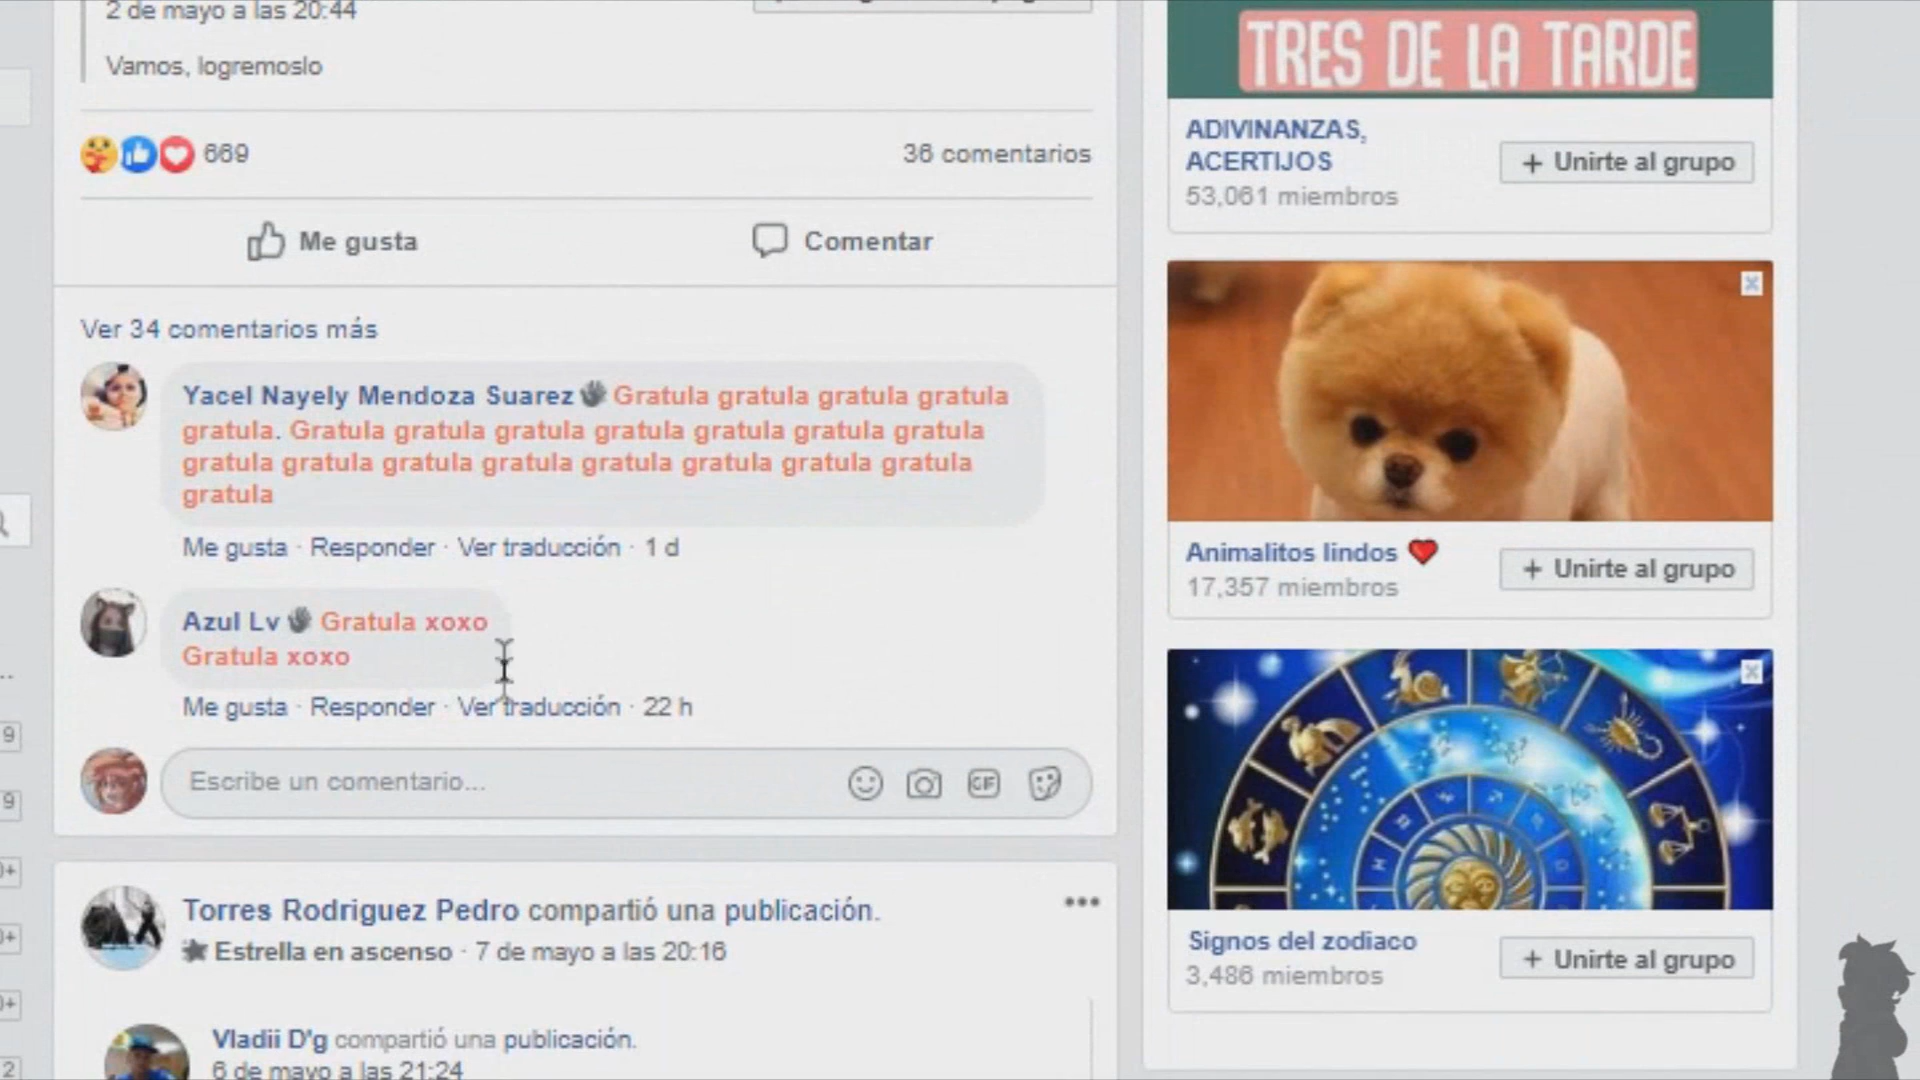 2 de mayo a las 20:44
Vamos, logremoslo
669
36 comentarios
Me gusta
Comentar
Ver 34 comentarios más
Yacel Nayely Mendoza Suarez Gratula gratula gratula gratula
gratula. Gratula gratula gratula gratula gratula gratula gratula
gratula gratula gratula gratula gratula gratula gratula gratula
gratula
Me gusta · Responder · Ver traducción · 1 d
Azul Lv Gratula xoxo
Gratula xoxo
Me gusta · Responder · Ver traducción · 22 h
Escribe un comentario...
GIF
Torres Rodriguez Pedro compartió una publicación.
Estrella en ascenso · 7 de mayo a las 20:16
Vladii D'g compartió una publicación.
6 de mayo a las 21:24
TRES DE LA TARDE
ADIVINANZAS,
ACERTIJOS
53,061 miembros
+ Unirte al grupo
Animalitos lindos
17,357 miembros
+ Unirte al grupo
Signos del zodiaco
3,486 miembros
+ Unirte al grupo
9
9
2